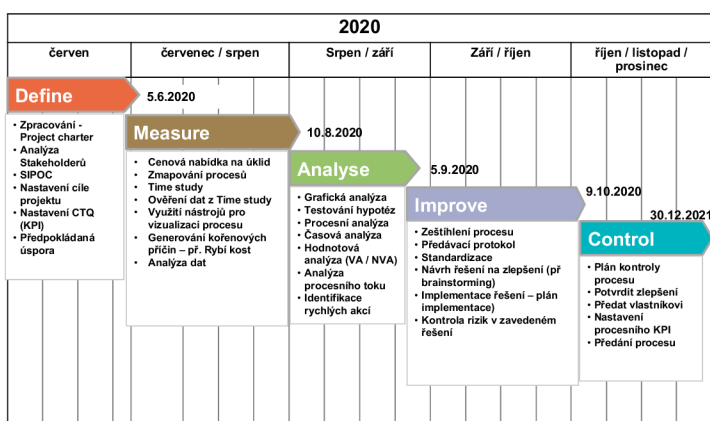 2020
červen
červenec / srpen
Srpen / září
Září / říjen
říjen / listopad /
prosinec
Define
5.6.2020
• Zpracování -
Project charter
• Analýza
Stakeholderů
• SIPOC
• Nastavení cíle
projektu
• Nastavení CTQ
(KPI)
• Předpokládaná
úspora
Measure
10.8.2020
• Cenová nabídka na úklid
• Zmapování procesů
• Time study
• Ověření dat z Time study
• Využití nástrojů pro
vizualizaci procesu
• Generování kořenových
příčin – př. Rybí kost
• Analýza dat
Analyse
5.9.2020
• Grafická analýza
• Testování hypotéz
• Procesní analýza
• Časová analýza
• Hodnotová
analýza (VA / NVA)
• Analýza
procesního toku
• Identifikace
rychlých akcí
Improve
9.10.2020
• Zeštíhlení procesu
• Předávací protokol
• Standardizace
• Návrh řešení na zlepšení (př
brainstorming)
• Implementace řešení – plán
implementace)
• Kontrola rizik v zavedeném
řešení
30.12.2021
Control
• Plán kontroly
procesu
• Potvrdit zlepšení
• Předat vlastníkovi
• Nastavení
procesního KPI
• Předání procesu